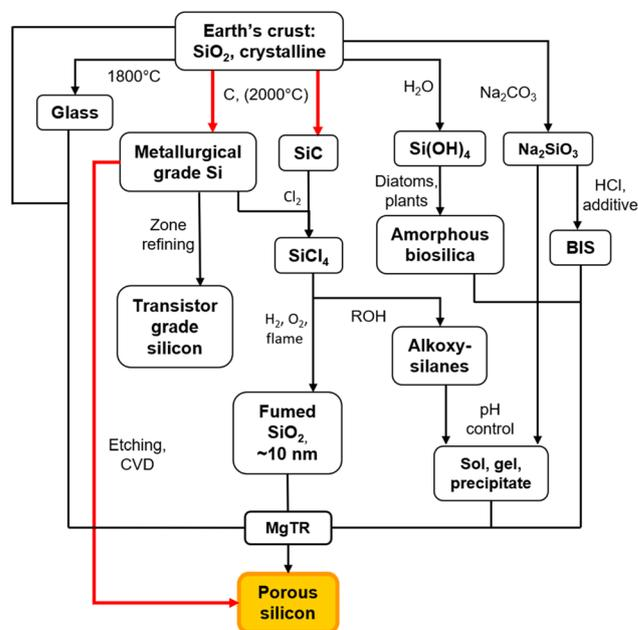 Earth's crust:
SiO2, crystalline
1800°C
C, (2000°C)
H2O
Na2CO3
Glass
Metallurgical
grade Si
SiC
Si(OH)4
Na2SiO3
Cl2
Diatoms,
plants
HCl,
additive
Zone
refining
SiCl4
Amorphous
biosilica
BIS
Transistor
grade
silicon
H2, O2,
flame
ROH
Alkoxy-
silanes
Fumed
SiO2,
~10 nm
pH
control
Etching,
CVD
Sol, gel,
precipitate
MgTR
Porous
silicon